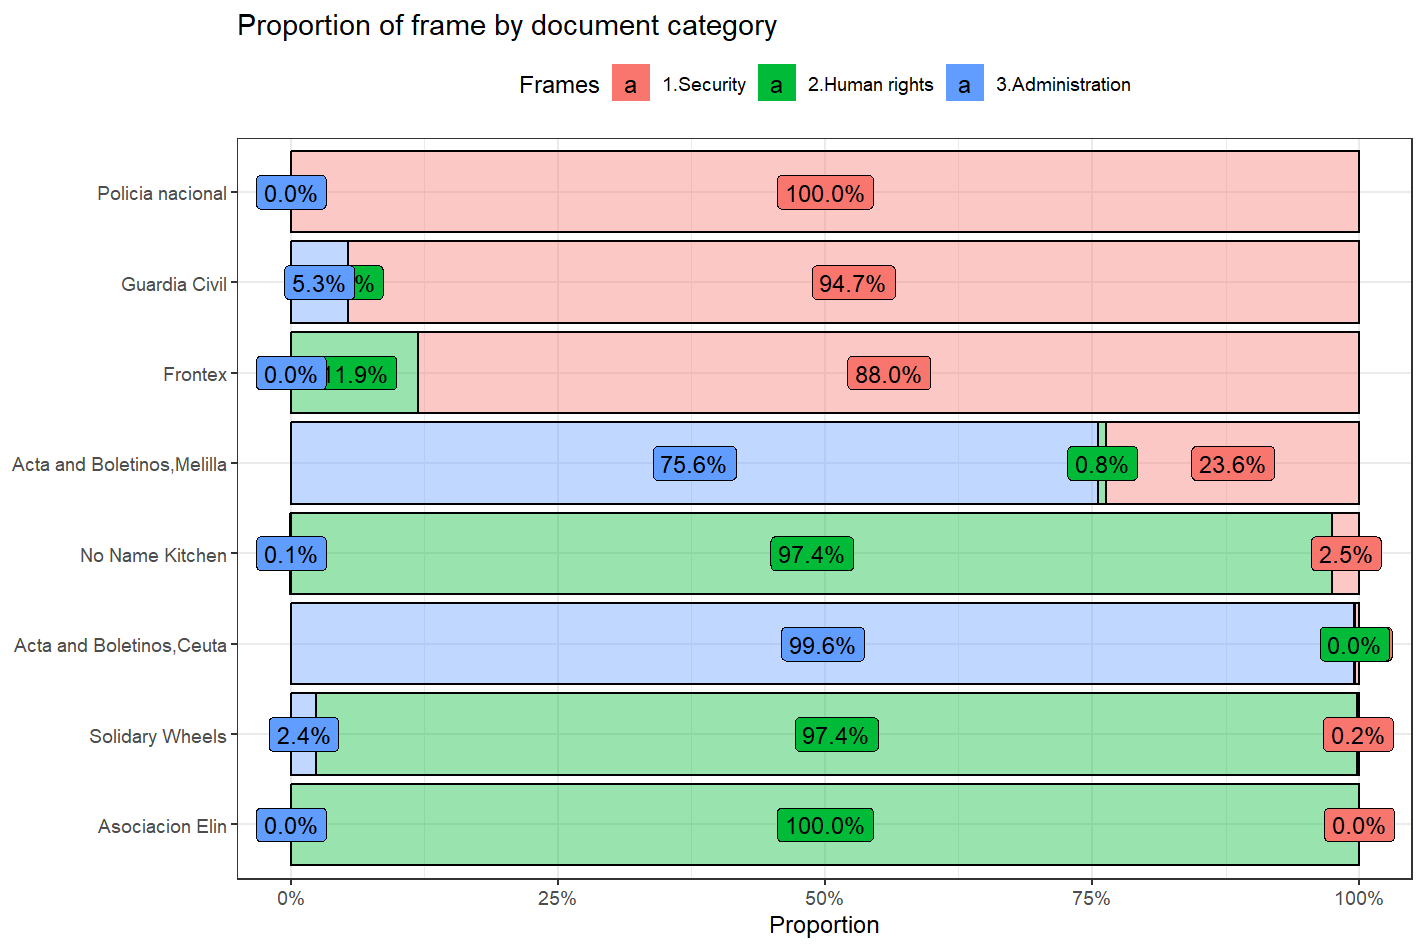 Proportion of frame by document category
Frames a 1.Security a 2.Human rights a 3.Administration
Policia nacional 0.0% 100.0%
Guardia Civil 5.3% % 94.7%
Frontex 0.0% 11.9% 88.0%
Acta and Boletinos,Melilla 75.6% 0.8% 23.6%
No Name Kitchen 0.1% 97.4% 2.5%
Acta and Boletinos,Ceuta 99.6% 0.0%
Solidary Wheels 2.4% 97.4% 0.2%
Asociacion Elin 0.0% 100.0% 0.0%
0% 25% 50% 75% 100%
Proportion